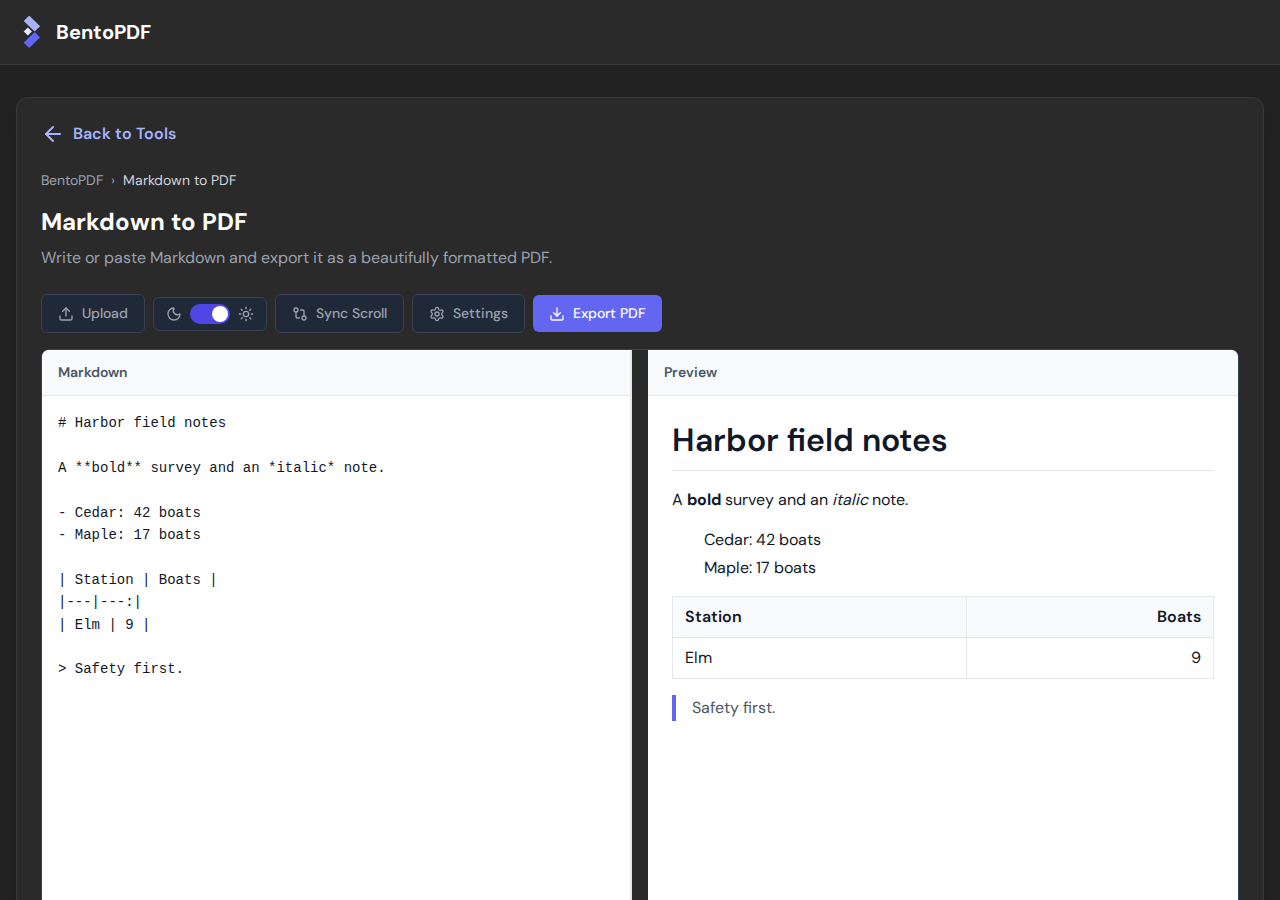 BentoPDF
Back to Tools
BentoPDF › Markdown to PDF
Markdown to PDF
Write or paste Markdown and export it as a beautifully formatted PDF.
Upload
Sync Scroll
Settings
Export PDF
Markdown
# Harbor field notes
A **bold** survey and an *italic* note.
- Cedar: 42 boats
- Maple: 17 boats
| Station | Boats |
|---|---:|
| Elm | 9 |
> Safety first.
Preview
Harbor field notes
A bold survey and an italic note.
Cedar: 42 boats
Maple: 17 boats
Station Boats
Elm 9
Safety first.